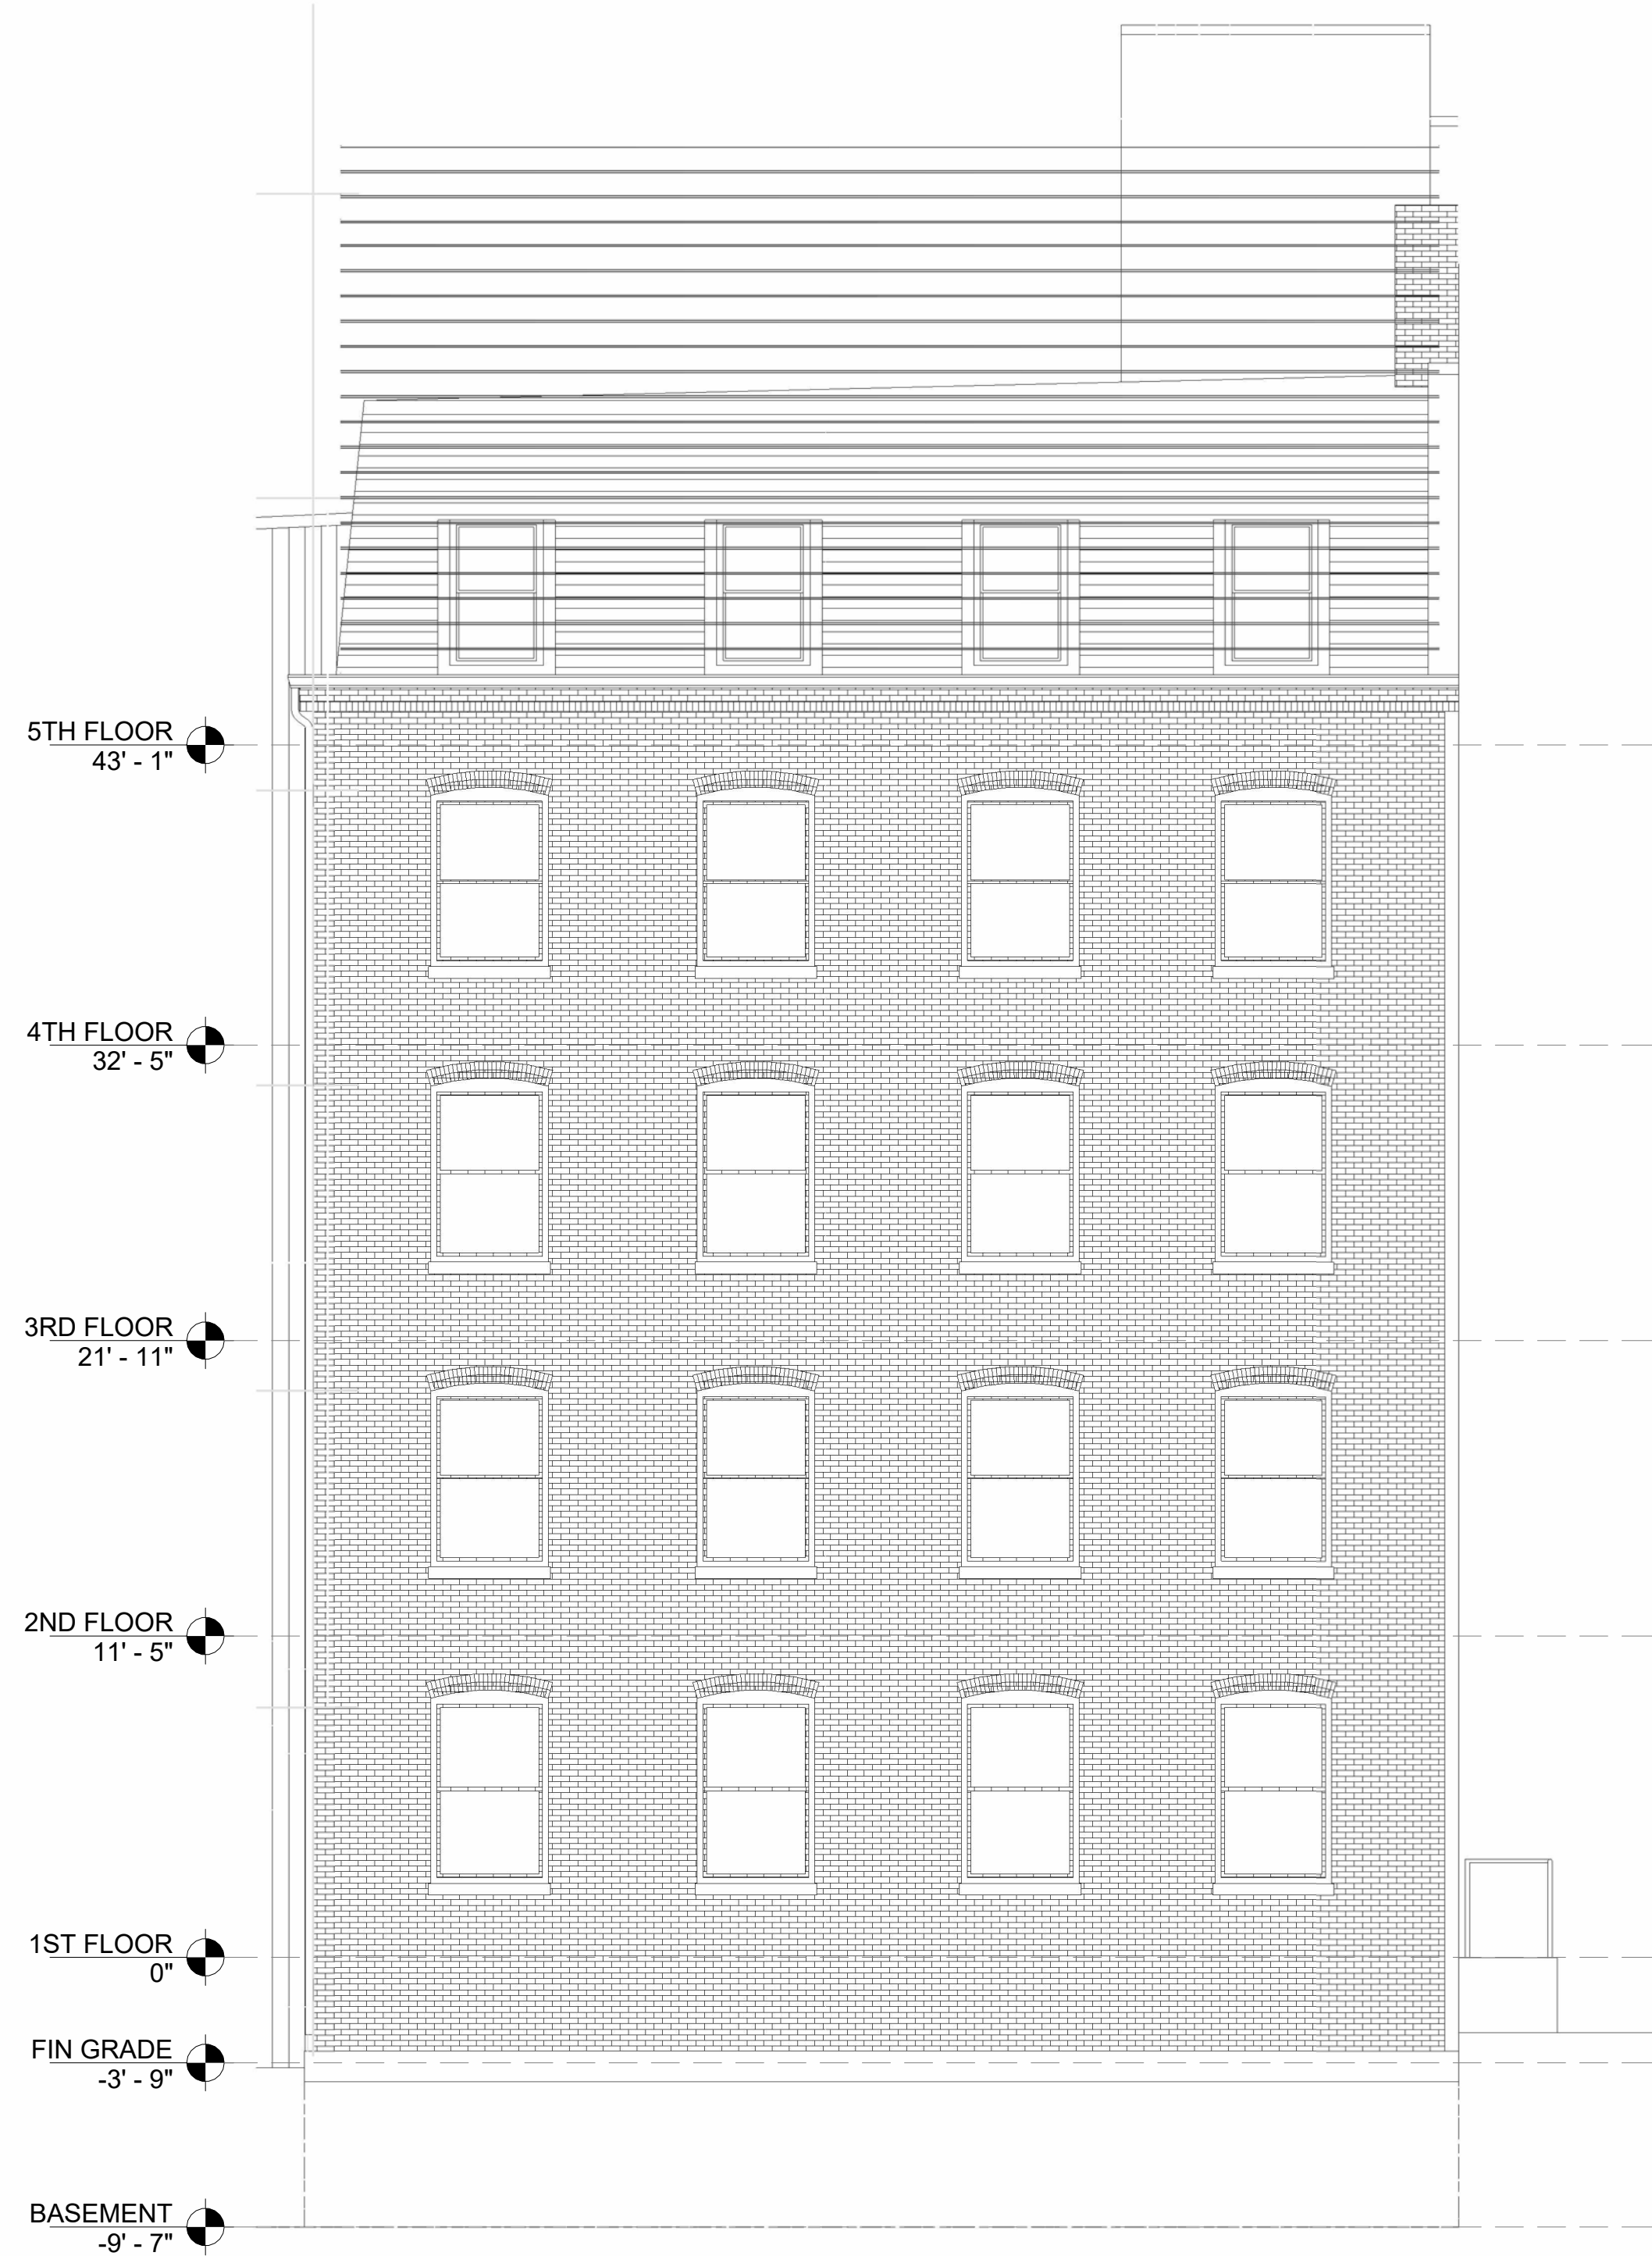 5TH FLOOR
43' - 1"
4TH FLOOR
32' - 5"
3RD FLOOR
21' - 11"
2ND FLOOR
11' - 5"
1ST FLOOR
0"
FIN GRADE
-3' - 9"
BASEMENT
-9' - 7"